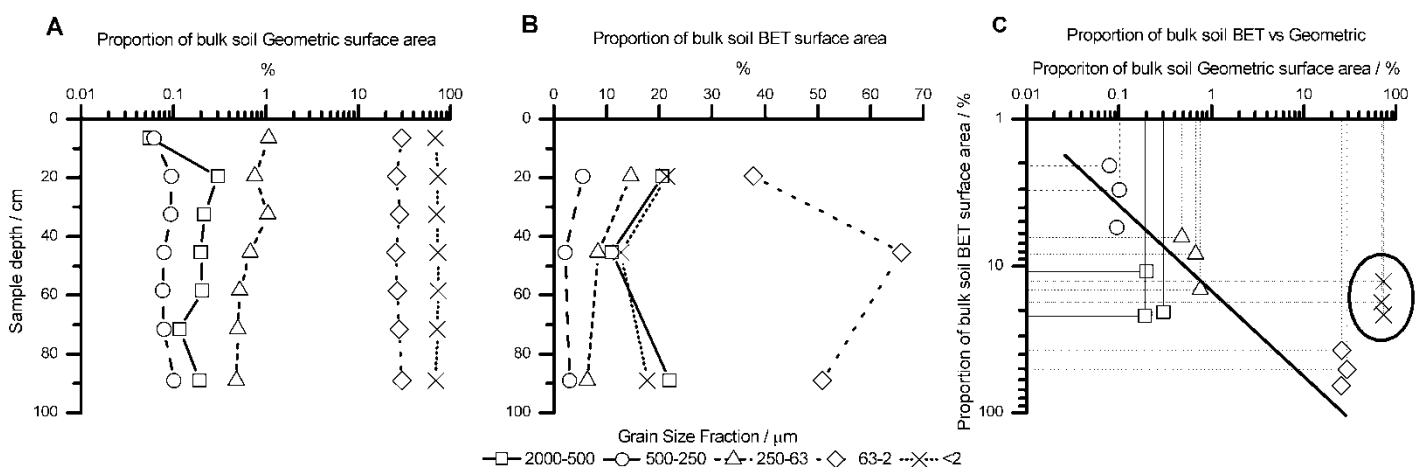 A
Proportion of bulk soil Geometric surface area
%
0.01 0.1 1 10 100
Sample depth / cm
0
20
40
60
80
100
B
Proportion of bulk soil BET surface area
%
0 10 20 30 40 50 60 70
0
20
40
60
80
100
C
Proportion of bulk soil BET vs Geometric
Proporiton of bulk soil Geometric surface area / %
0.01 0.1 1 10 100
Proportion of bulk soil BET surface area / %
1
10
100
Grain Size Fraction / μm
2000-500 500-250 250-63 63-2 <2